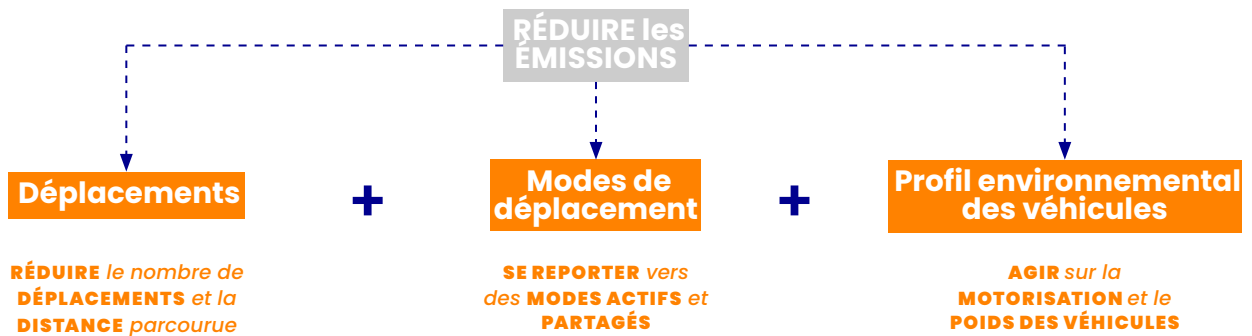 RÉDUIRE les
ÉMISSIONS
Déplacements
+
Modes de
déplacement
+
Profil environnemental
des véhicules
RÉDUIRE le nombre de
DÉPLACEMENTS et la
DISTANCE parcourue
SE REPORTER vers
des MODES ACTIFS et
PARTAGÉS
AGIR sur la
MOTORISATION et le
POIDS DES VÉHICULES